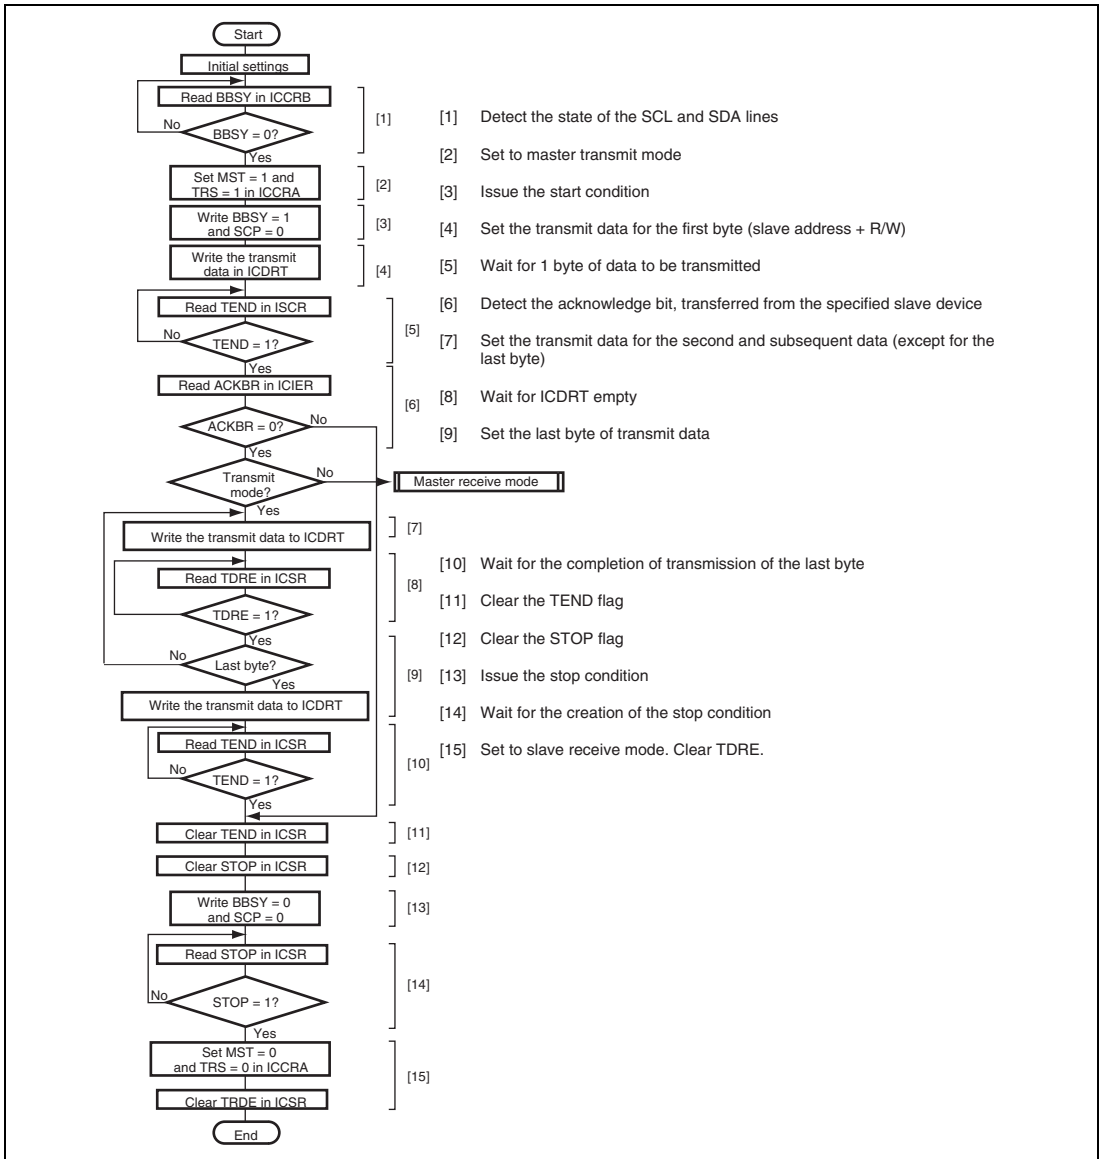 Start
Initial settings
Read BBSY in ICCRB
No
BBSY = 0?
Yes
[1]
Set MST = 1 and
TRS = 1 in ICCRA
[2]
Write BBSY = 1
and SCP = 0
[3]
Write the transmit
data in ICDRT
[4]
Read TEND in ISCR
No
TEND = 1?
Yes
[5]
Read ACKBR in ICIER
ACKBR = 0?
No
Yes
[6]
Transmit
mode?
No
Yes
Master receive mode
Write the transmit data to ICDRT
[7]
Read TDRE in ICSR
TDRE = 1?
Yes
[8]
No
Last byte?
Yes
[9]
Write the transmit data to ICDRT
Read TEND in ICSR
No
TEND = 1?
Yes
[10]
Clear TEND in ICSR
[11]
Clear STOP in ICSR
[12]
Write BBSY = 0
and SCP = 0
[13]
Read STOP in ICSR
No
STOP = 1?
Yes
[14]
Set MST = 0
and TRS = 0 in ICCRA
[15]
Clear TRDE in ICSR
End
[1] Detect the state of the SCL and SDA lines
[2] Set to master transmit mode
[3] Issue the start condition
[4] Set the transmit data for the first byte (slave address + R/W)
[5] Wait for 1 byte of data to be transmitted
[6] Detect the acknowledge bit, transferred from the specified slave device
[7] Set the transmit data for the second and subsequent data (except for the
last byte)
[8] Wait for ICDRT empty
[9] Set the last byte of transmit data
[10] Wait for the completion of transmission of the last byte
[11] Clear the TEND flag
[12] Clear the STOP flag
[13] Issue the stop condition
[14] Wait for the creation of the stop condition
[15] Set to slave receive mode. Clear TDRE.